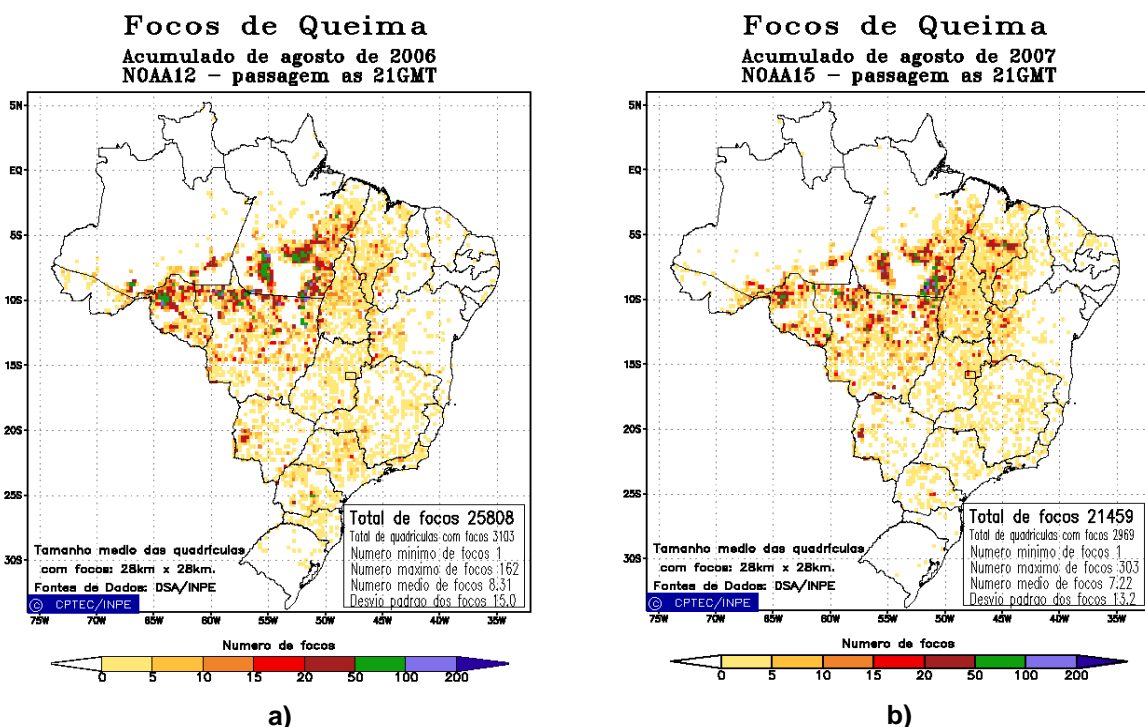 Focos de Queima
Acumulado de agosto de 2006
NOAA12 – passagem as 21GMT
5N
EQ
5S
10S
15S
20S
25S
30S
75W 70W 65W 60W 55W 50W 45W 40W 35W
Total de focos 25808
Total de quadriculas com focos 3103
Numero minimo de focos 1
Numero maximo de focos 162
Numero medio de focos 8.31
Desvio padrao dos focos 15.0
Tamanho medio das quadrículas
com focos: 28km x 28km.
Fontes de Dados: DSA/INPE
© CPTEC/INPE
Numero de focos
0 5 10 15 20 50 100 200
a)
Focos de Queima
Acumulado de agosto de 2007
NOAA15 – passagem as 21GMT
5N
EQ
5S
10S
15S
20S
25S
30S
75W 70W 65W 60W 55W 50W 45W 40W 35W
Total de focos 21459
Total de quadriculas com focos 2969
Numero minimo de focos 1
Numero maximo de focos 303
Numero medio de focos 7.22
Desvio padrao dos focos 13.2
Tamanho medio das quadrículas
com focos: 28km x 28km.
Fontes de Dados: DSA/INPE
© CPTEC/INPE
Numero de focos
0 5 10 15 20 50 100 200
b)